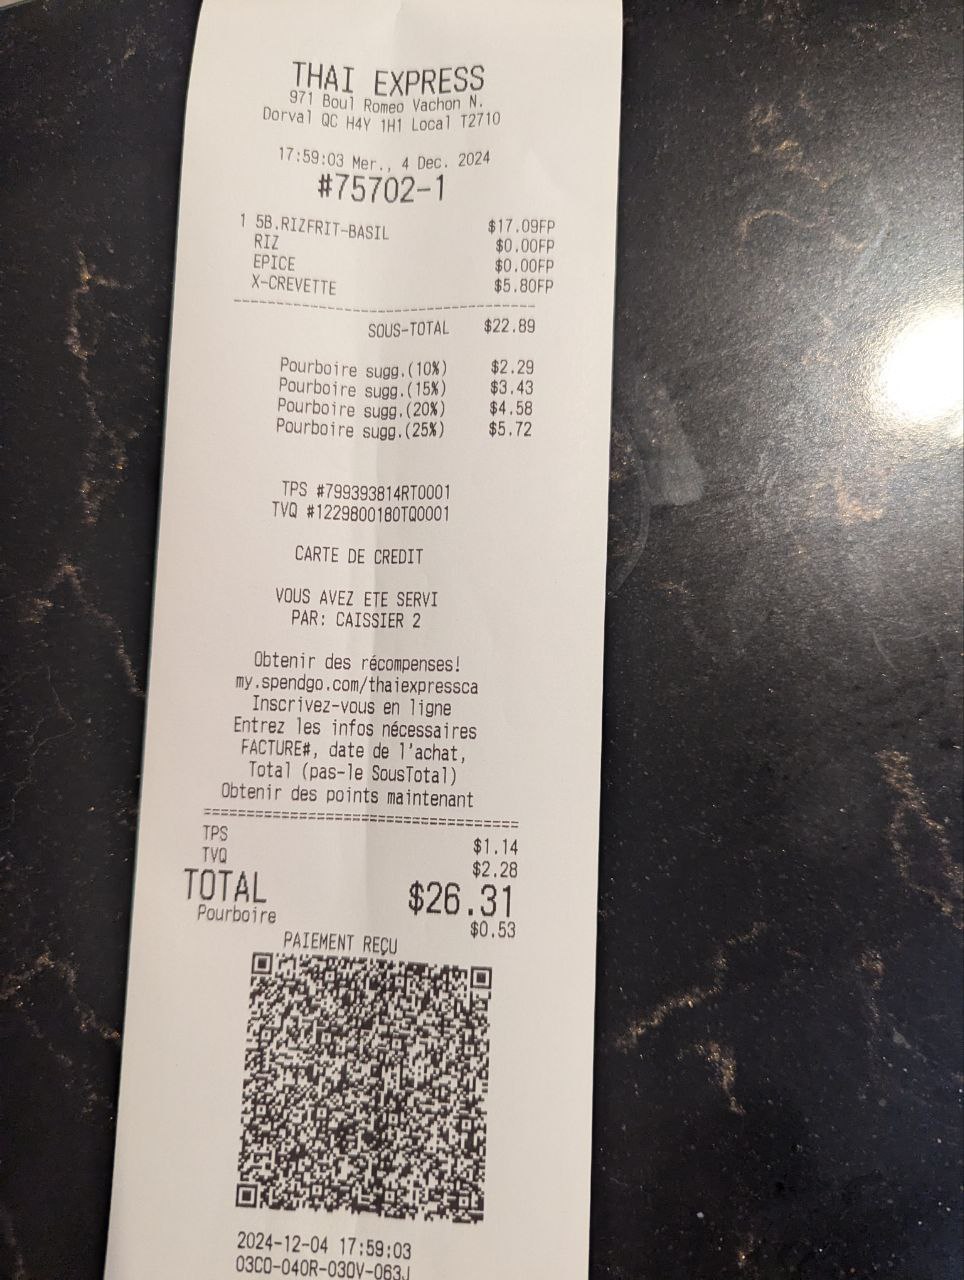 THAI EXPRESS
971 Boul Romeo Vachon N.
Dorval QC H4Y 1H1 Local T2710
17:59:03 Mer., 4 Dec. 2024
#75702-1
1 5B.RIZFRIT-BASIL $17.09FP
RIZ $0.00FP
EPICE $0.00FP
X-CREVETTE $5.80FP
SOUS-TOTAL $22.89
Pourboire sugg.(10%) $2.29
Pourboire sugg.(15%) $3.43
Pourboire sugg.(20%) $4.58
Pourboire sugg.(25%) $5.72
TPS #799393814RT0001
TVQ #1229800180TQ0001
CARTE DE CREDIT
VOUS AVEZ ETE SERVI
PAR: CAISSIER 2
Obtenir des récompenses!
my.spendgo.com/thaiexpressca
Inscrivez-vous en ligne
Entrez les infos nécessaires
FACTURE#, date de l'achat,
Total (pas-le SousTotal)
Obtenir des points maintenant
TPS $1.14
TVQ $2.28
TOTAL $26.31
Pourboire $0.53
PAIEMENT REÇU
2024-12-04 17:59:03
03C0-040R-030V-063J